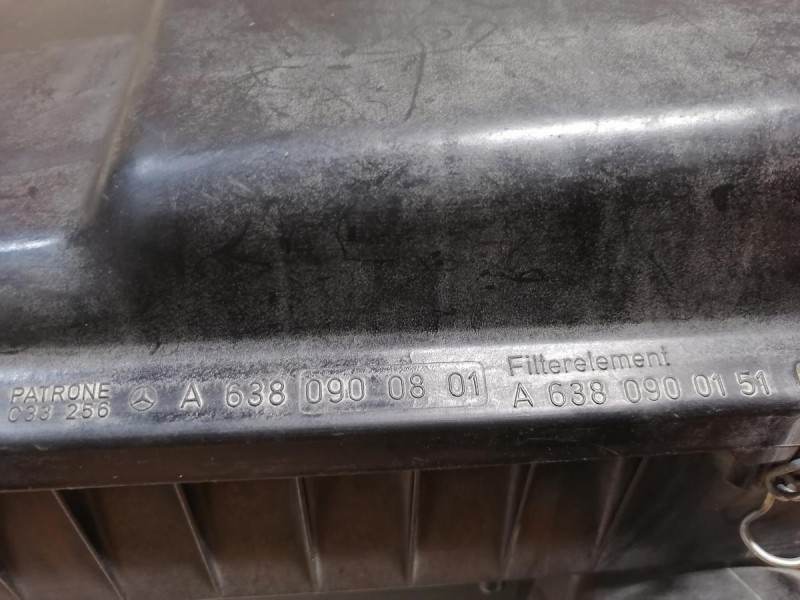 PATRONE
C33 256
A 638 090 08 01
Filterelement
A 638 090 01 51